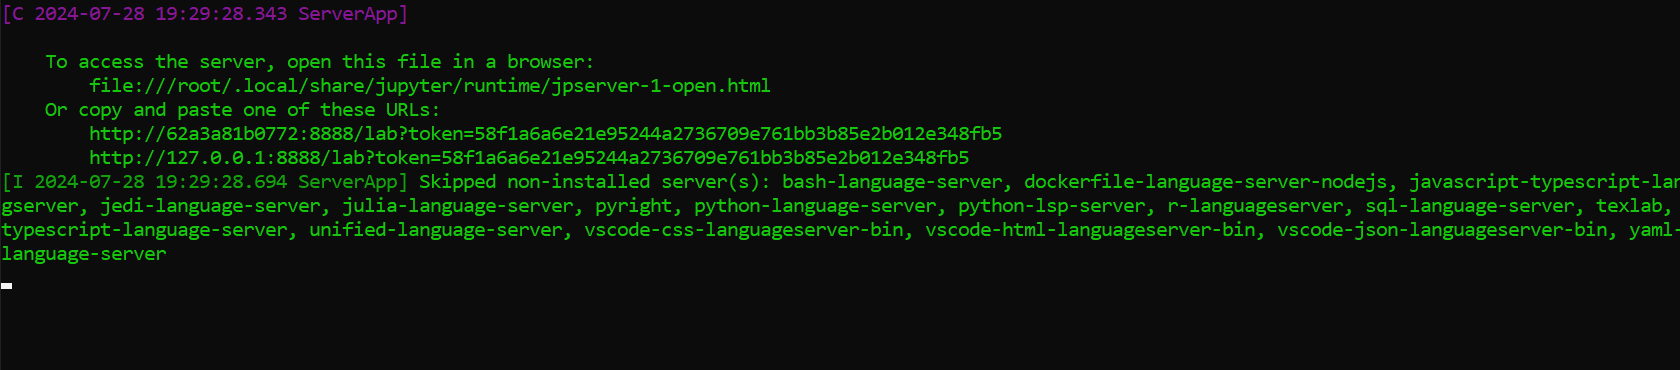 [C 2024-07-28 19:29:28.343 ServerApp]
To access the server, open this file in a browser:
file:///root/.local/share/jupyter/runtime/jpserver-1-open.html
Or copy and paste one of these URLs:
http://62a3a81b0772:8888/lab?token=58f1a6a6e21e95244a2736709e761bb3b85e2b012e348fb5
http://127.0.0.1:8888/lab?token=58f1a6a6e21e95244a2736709e761bb3b85e2b012e348fb5
[I 2024-07-28 19:29:28.694 ServerApp] Skipped non-installed server(s): bash-language-server, dockerfile-language-server-nodejs, javascript-typescript-lan
gserver, jedi-language-server, julia-language-server, pyright, python-language-server, python-lsp-server, r-languageserver, sql-language-server, texlab,
typescript-language-server, unified-language-server, vscode-css-languageserver-bin, vscode-html-languageserver-bin, vscode-json-languageserver-bin, yaml-
language-server